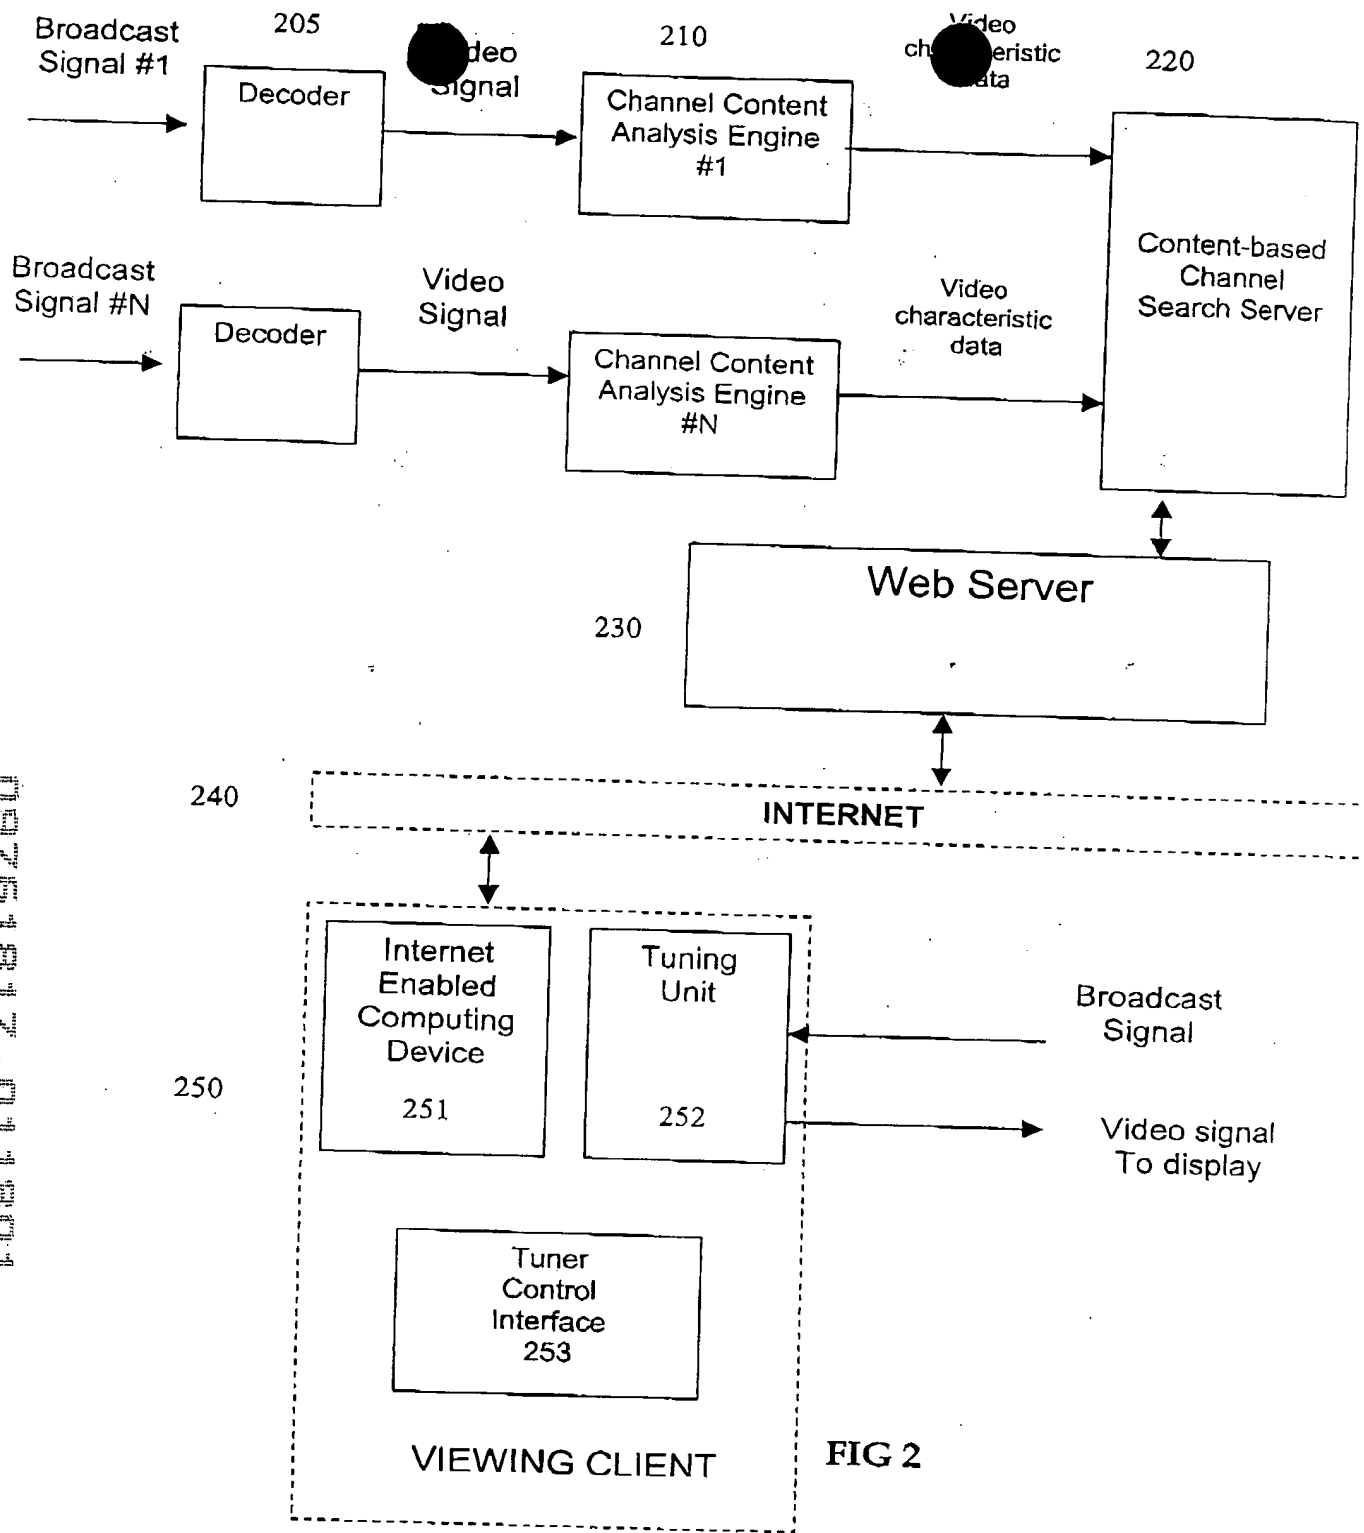 Broadcast
Signal #1
205
Signal
210
Video
220
Decoder
Channel Content
Analysis Engine
#1
Content-based
Channel
Search Server
Broadcast
Signal #N
Decoder
Video
Signal
Channel Content
Analysis Engine
#N
Video
characteristic
data
Web Server
230
240
INTERNET
Internet
Enabled
Computing
Device
251
Tuning
Unit
252
Broadcast
Signal
250
Video signal
To display
Tuner
Control
Interface
253
VIEWING CLIENT
FIG 2